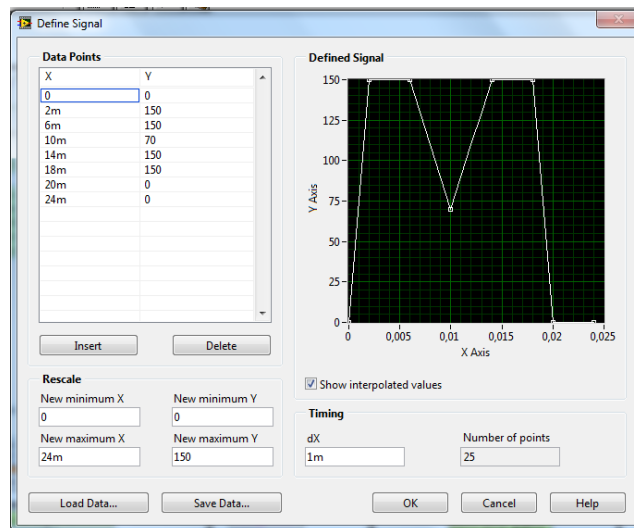 Define Signal
Data Points
X Y
0 0
2m 150
6m 150
10m 70
14m 150
18m 150
20m 0
24m 0
Insert Delete
Rescale
New minimum X New minimum Y
0 0
New maximum X New maximum Y
24m 150
Load Data... Save Data...
Defined Signal
Y Axis
150
125
100
75
50
25
0
0 0,005 0,01 0,015 0,02 0,025
X Axis
Show interpolated values
Timing
dX Number of points
1m 25
OK Cancel Help